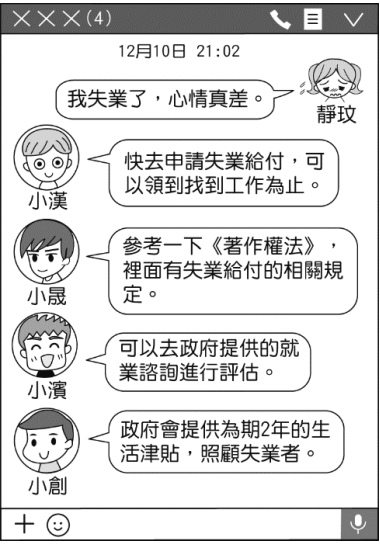 ×××(4)
12月10日 21:02
我失業了，心情真差。
靜玟
快去申請失業給付，可
以領到找到工作為止。
小漢
參考一下《著作權法》，
裡面有失業給付的相關規
定。
小晟
可以去政府提供的就
業諮詢進行評估。
小濱
政府會提供為期2年的生
活津貼，照顧失業者。
小創